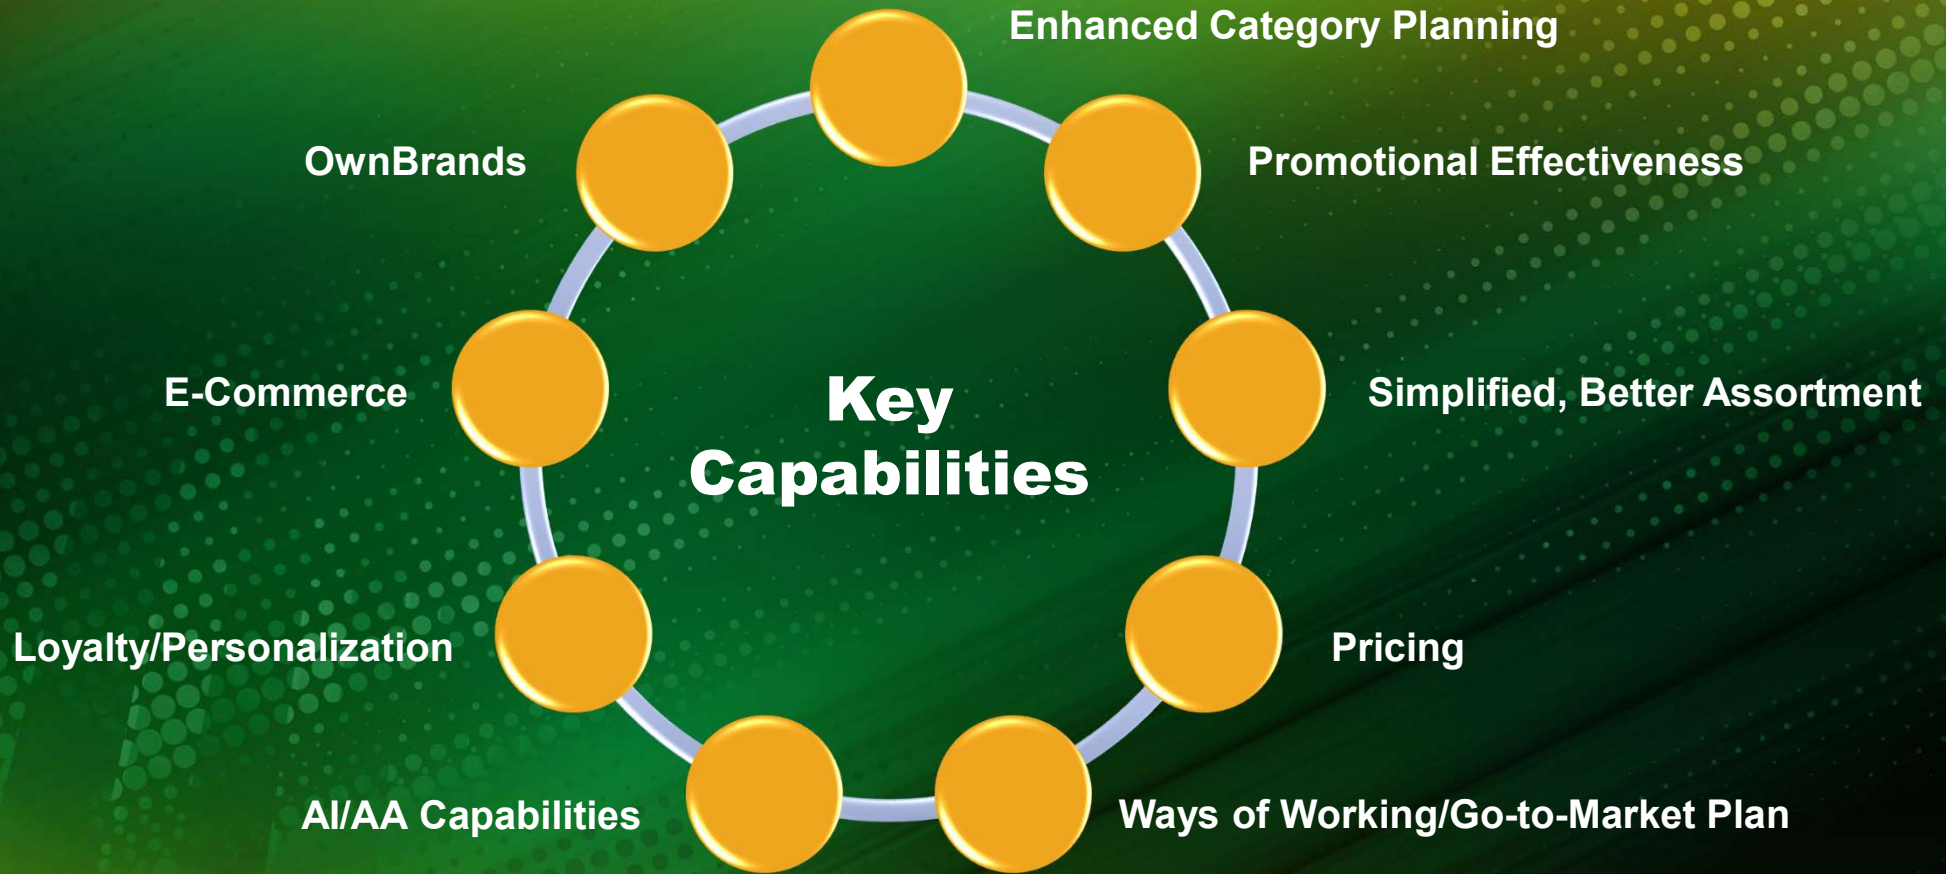 Enhanced Category Planning
OwnBrands
Promotional Effectiveness
E-Commerce
Key
Capabilities
Simplified, Better Assortment
Loyalty/Personalization
Pricing
AI/AA Capabilities
Ways of Working/Go-to-Market Plan